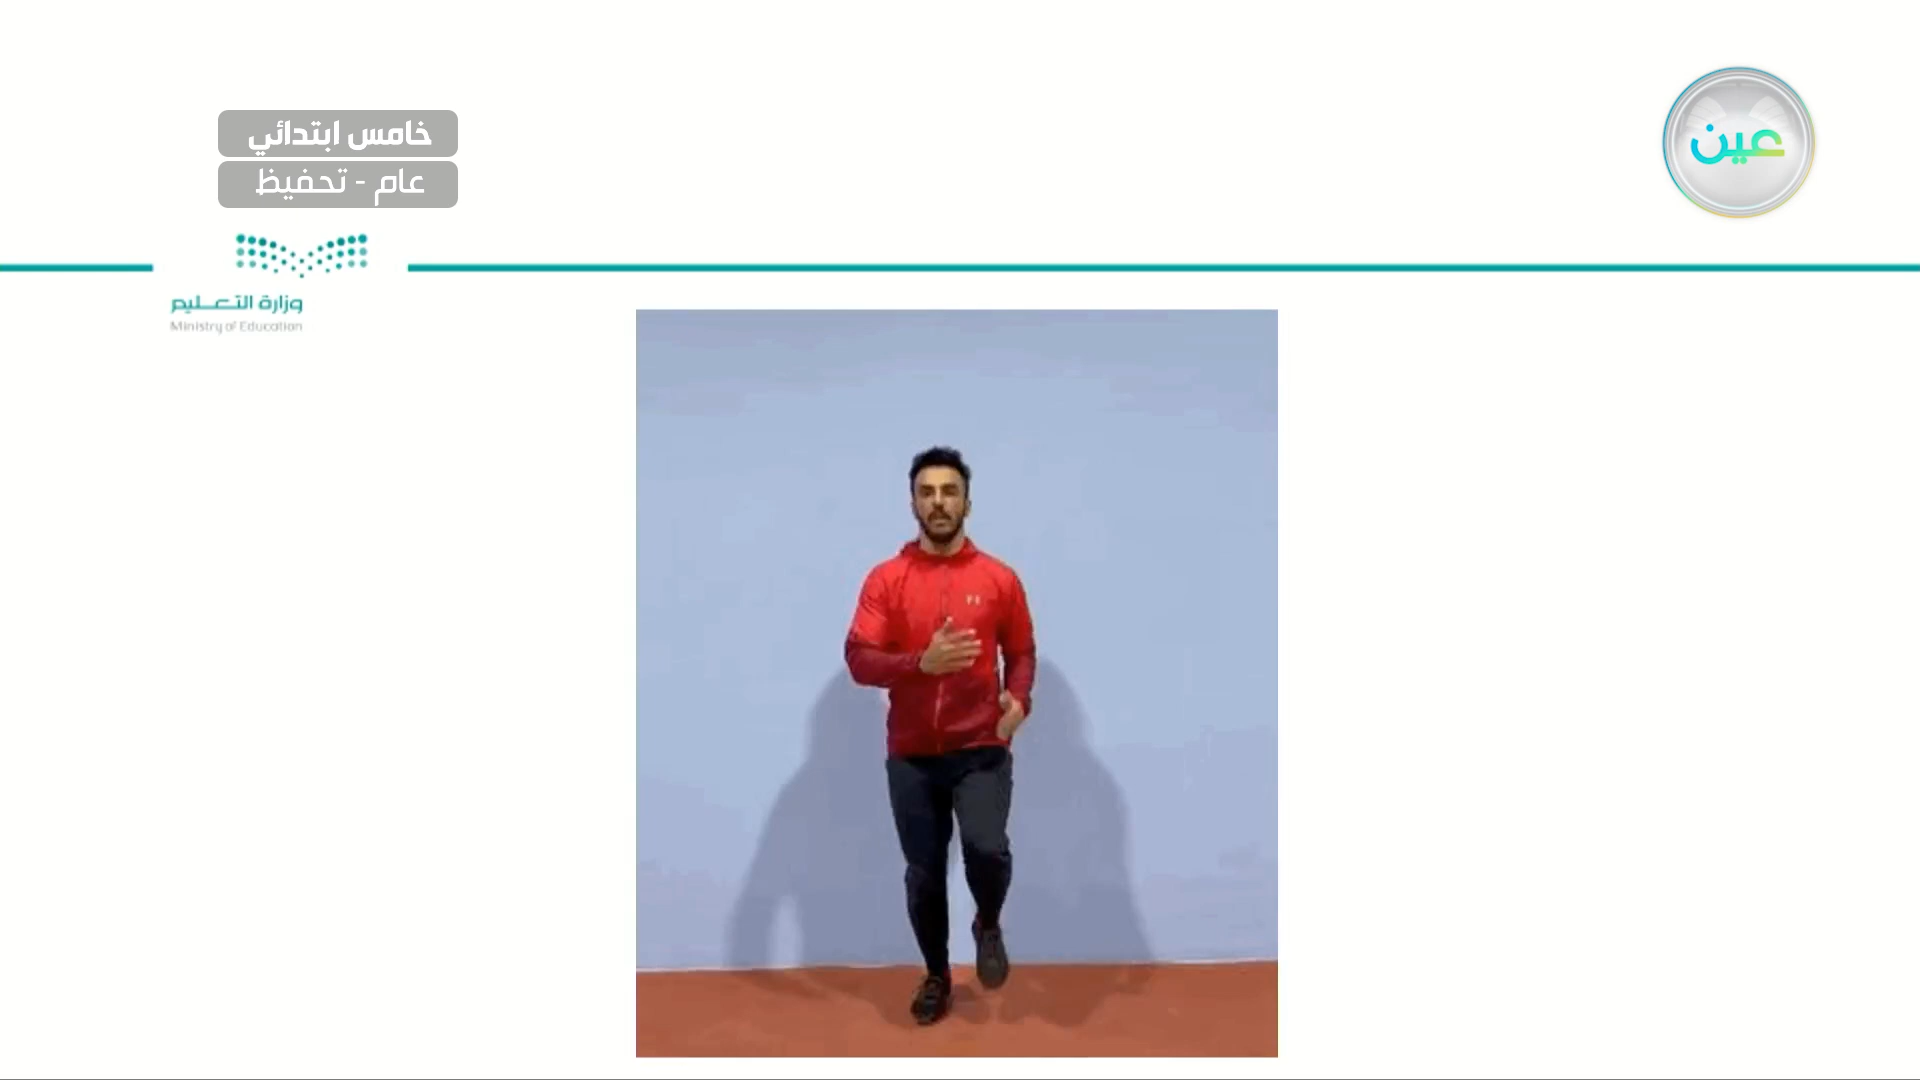 خامس ابتدائي
عام - تحفيظ
عين
وزارة التعليم
Ministry of Education